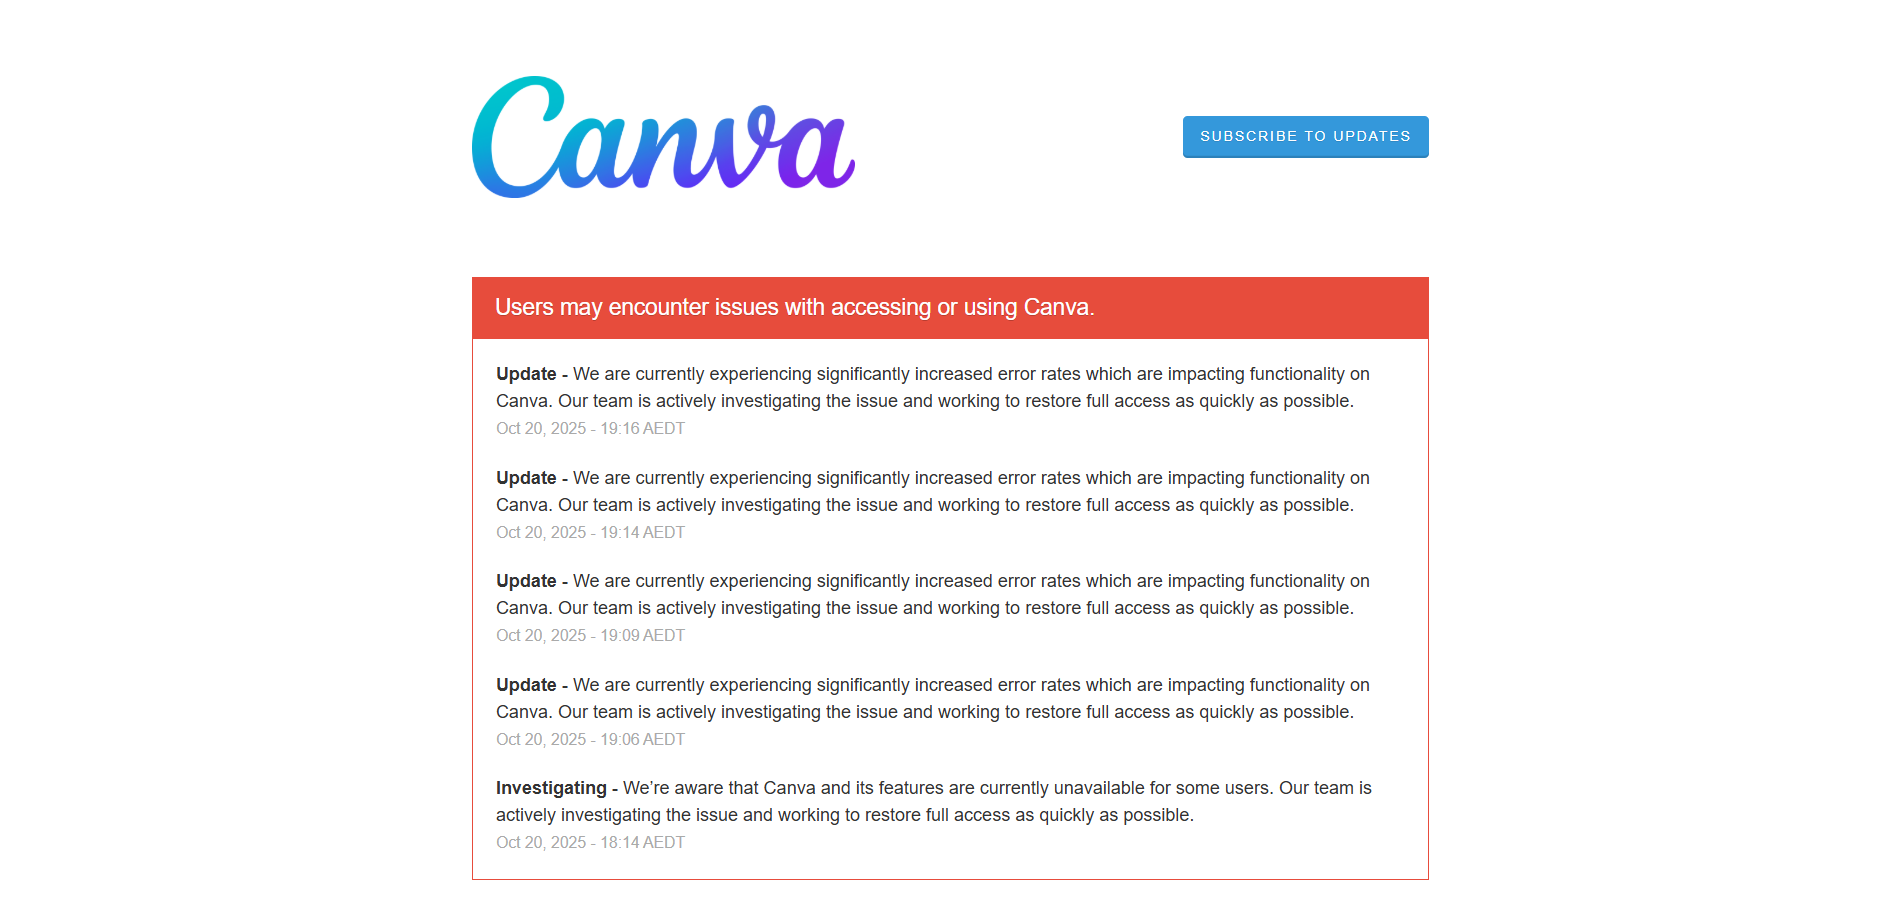 Canva
SUBSCRIBE TO UPDATES
Users may encounter issues with accessing or using Canva.
Update - We are currently experiencing significantly increased error rates which are impacting functionality on
Canva. Our team is actively investigating the issue and working to restore full access as quickly as possible.
Oct 20, 2025 - 19:16 AEDT
Update - We are currently experiencing significantly increased error rates which are impacting functionality on
Canva. Our team is actively investigating the issue and working to restore full access as quickly as possible.
Oct 20, 2025 - 19:14 AEDT
Update - We are currently experiencing significantly increased error rates which are impacting functionality on
Canva. Our team is actively investigating the issue and working to restore full access as quickly as possible.
Oct 20, 2025 - 19:09 AEDT
Update - We are currently experiencing significantly increased error rates which are impacting functionality on
Canva. Our team is actively investigating the issue and working to restore full access as quickly as possible.
Oct 20, 2025 - 19:06 AEDT
Investigating - We’re aware that Canva and its features are currently unavailable for some users. Our team is
actively investigating the issue and working to restore full access as quickly as possible.
Oct 20, 2025 - 18:14 AEDT